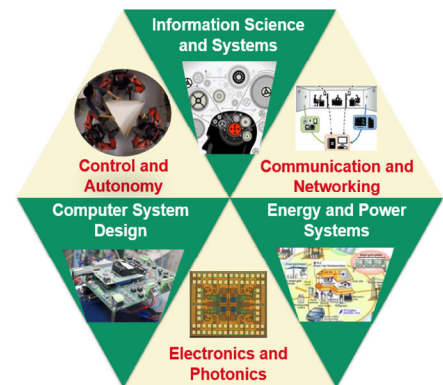 Information Science
and Systems
Control and
Autonomy
Communication and
Networking
Computer System
Design
Energy and Power
Systems
Electronics and
Photonics